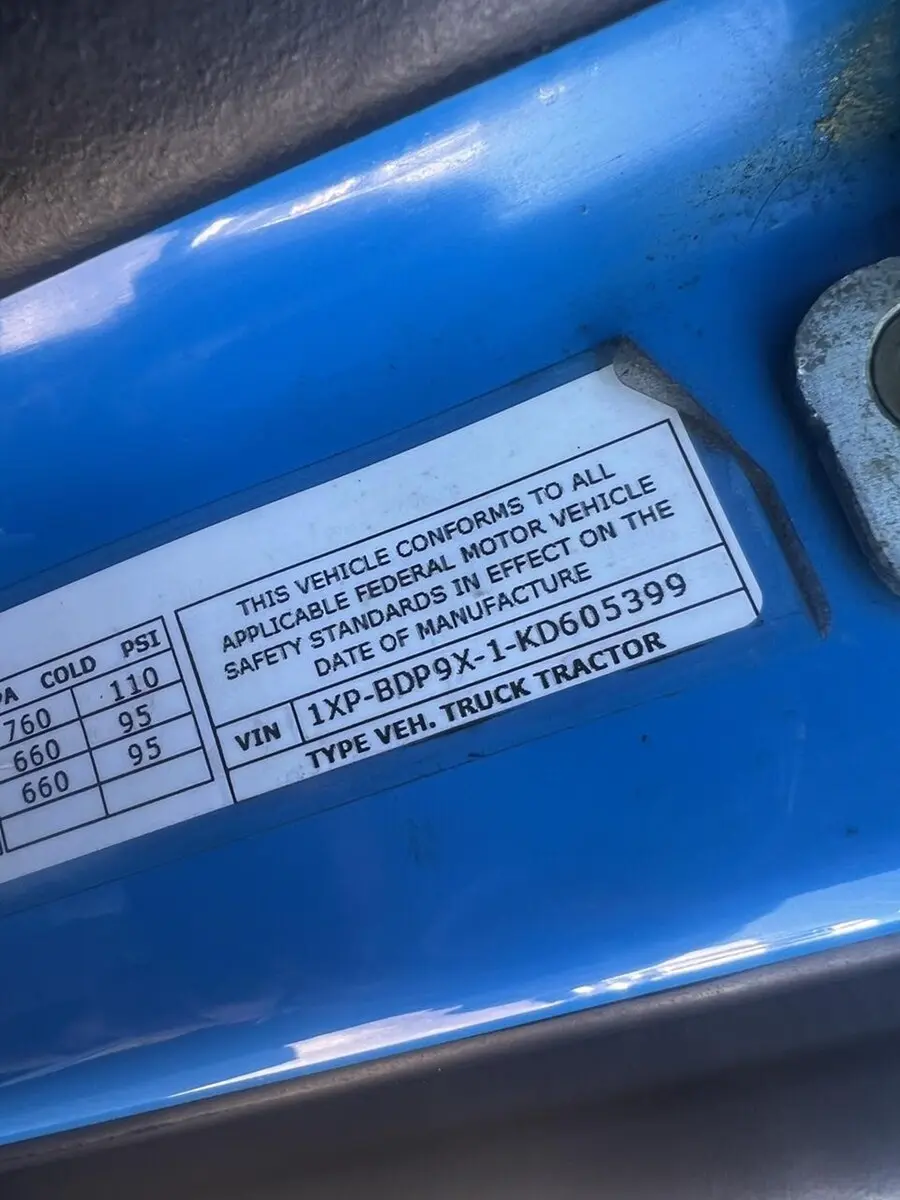 PA COLD PSI
760 110
660 95
660 95
THIS VEHICLE CONFORMS TO ALL
APPLICABLE FEDERAL MOTOR VEHICLE
SAFETY STANDARDS IN EFFECT ON THE
DATE OF MANUFACTURE
VIN 1XP-BDP9X-1-KD605399
TYPE VEH. TRUCK TRACTOR